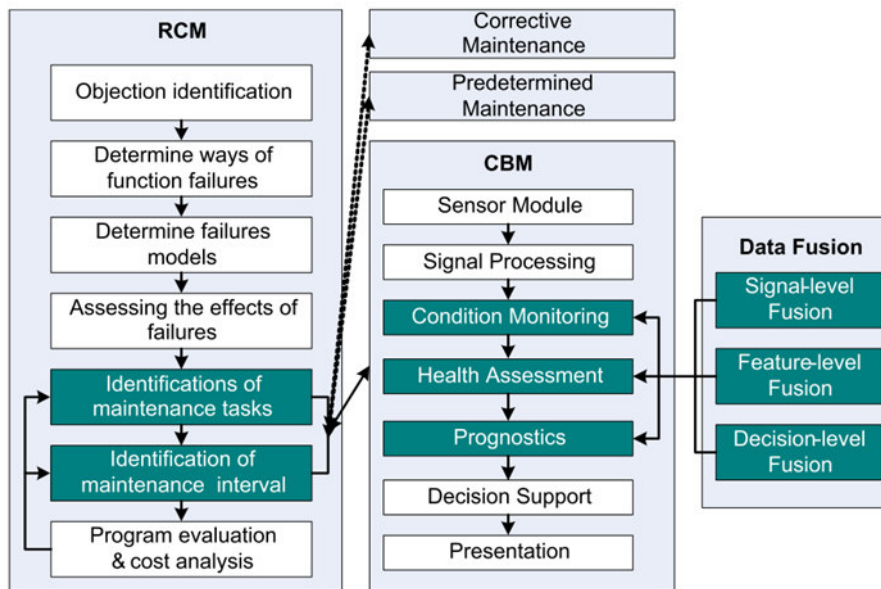 RCM
Objection identification
Determine ways of
function failures
Determine failures
models
Assessing the effects of
failures
Identifications of
maintenance tasks
Identification of
maintenance interval
Program evaluation
& cost analysis
Corrective
Maintenance
Predetermined
Maintenance
CBM
Sensor Module
Signal Processing
Condition Monitoring
Health Assessment
Prognostics
Decision Support
Presentation
Data Fusion
Signal-level
Fusion
Feature-level
Fusion
Decision-level
Fusion